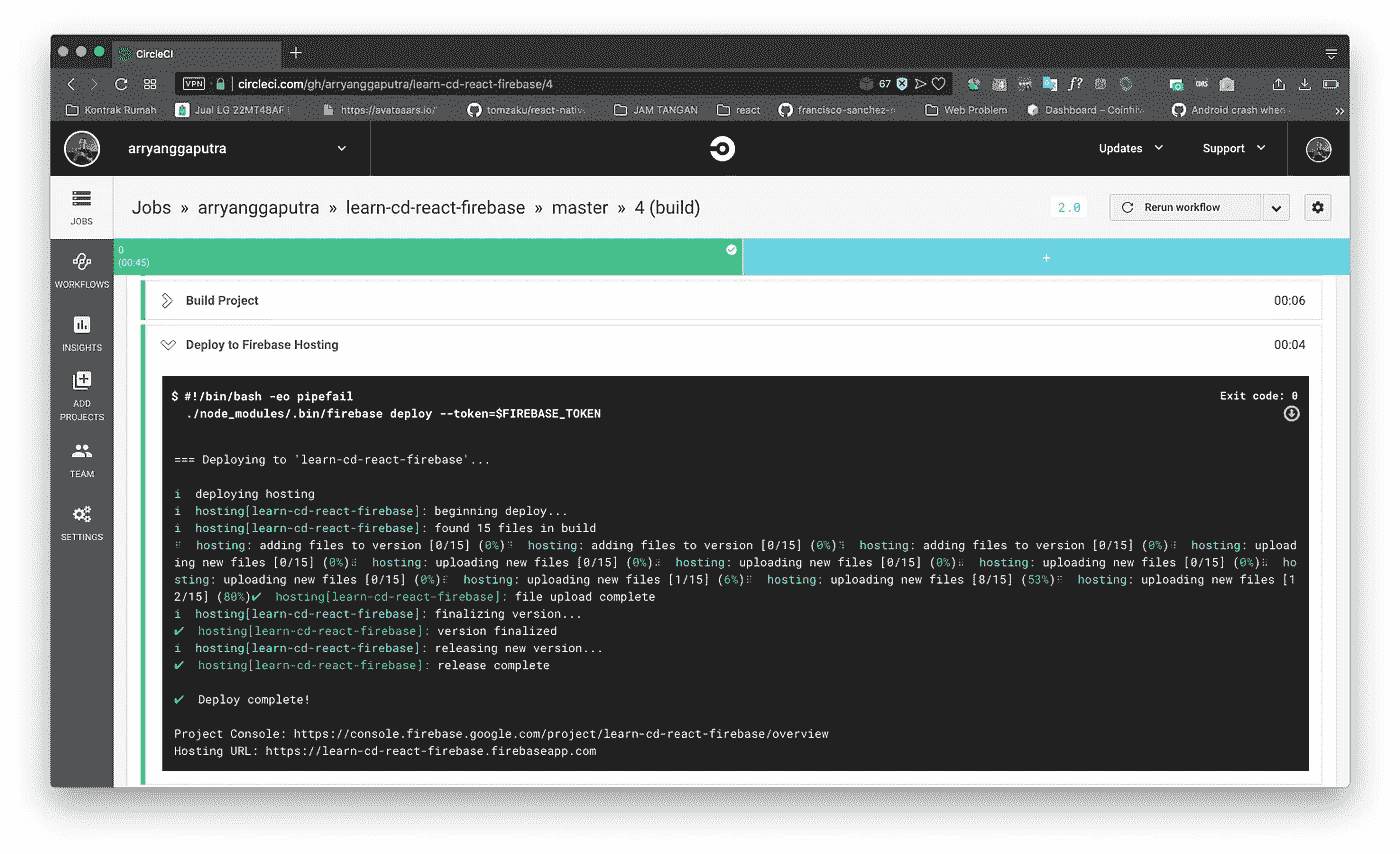 CircleCI
VPN circleci.com/gh/arryanggaputra/learn-cd-react-firebase/4 67 f?
Kontrak Rumah Jual LG 22MT48AF https://avataaars.io/ tomzaku/react-nativ JAM TANGAN react francisco-sanchez- Web Problem Dashboard – Coinhiv Android crash when
arryanggaputra Updates Support
JOBS
Jobs » arryanggaputra » learn-cd-react-firebase » master » 4 (build) 2.0 Rerun workflow
0
(00:45) +
WORKFLOWS
INSIGHTS
ADD
PROJECTS
TEAM
SETTINGS
Build Project 00:06
Deploy to Firebase Hosting 00:04
$ #!/bin/bash -eo pipefail Exit code: 0
./node_modules/.bin/firebase deploy --token=$FIREBASE_TOKEN
=== Deploying to 'learn-cd-react-firebase'...
i deploying hosting
i hosting[learn-cd-react-firebase]: beginning deploy...
i hosting[learn-cd-react-firebase]: found 15 files in build
⠏ hosting: adding files to version [0/15] (0%)⠙ hosting: adding files to version [0/15] (0%)⠹ hosting: adding files to version [0/15] (0%)⠼ hosting: upload
ing new files [0/15] (0%)⠼ hosting: uploading new files [0/15] (0%)⠴ hosting: uploading new files [0/15] (0%)⠦ hosting: uploading new files [0/15] (0%)⠧ ho
sting: uploading new files [0/15] (0%)⠏ hosting: uploading new files [1/15] (6%)⠋ hosting: uploading new files [8/15] (53%)⠙ hosting: uploading new files [1
2/15] (80%)✔ hosting[learn-cd-react-firebase]: file upload complete
i hosting[learn-cd-react-firebase]: finalizing version...
✔ hosting[learn-cd-react-firebase]: version finalized
i hosting[learn-cd-react-firebase]: releasing new version...
✔ hosting[learn-cd-react-firebase]: release complete
✔ Deploy complete!
Project Console: https://console.firebase.google.com/project/learn-cd-react-firebase/overview
Hosting URL: https://learn-cd-react-firebase.firebaseapp.com